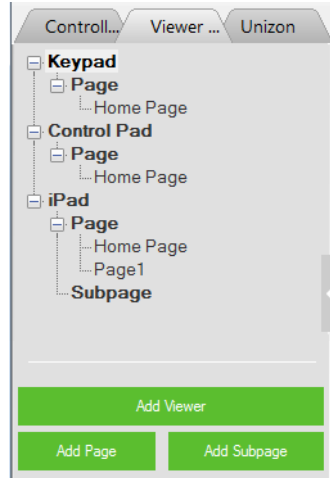 Controll... Viewer ... Unizon
Keypad
Page
Home Page
Control Pad
Page
Home Page
iPad
Page
Home Page
Page1
Subpage
Add Viewer
Add Page Add Subpage